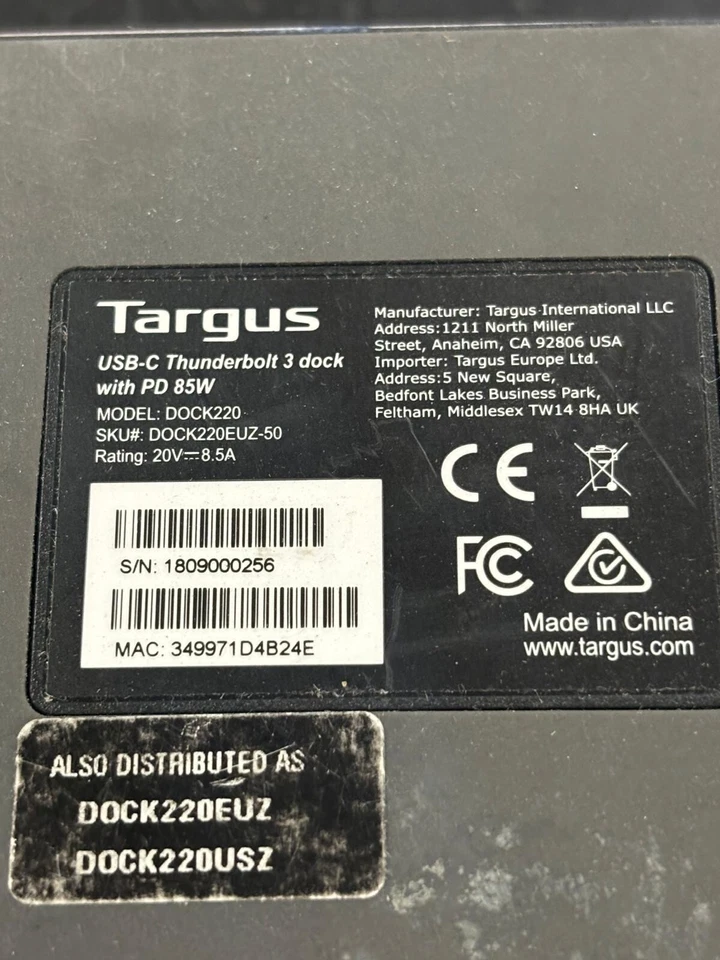 Targus
USB-C Thunderbolt 3 dock
with PD 85W
MODEL: DOCK220
SKU#: DOCK220EUZ-50
Rating: 20V⎓8.5A
S/N: 1809000256
MAC: 349971D4B24E
Manufacturer: Targus International LLC
Address:1211 North Miller
Street, Anaheim, CA 92806 USA
Importer: Targus Europe Ltd.
Address:5 New Square,
Bedfont Lakes Business Park,
Feltham, Middlesex TW14 8HA UK
CE
FC
Made in China
www.targus.com
ALSO DISTRIBUTED AS
DOCK220EUZ
DOCK220USZ